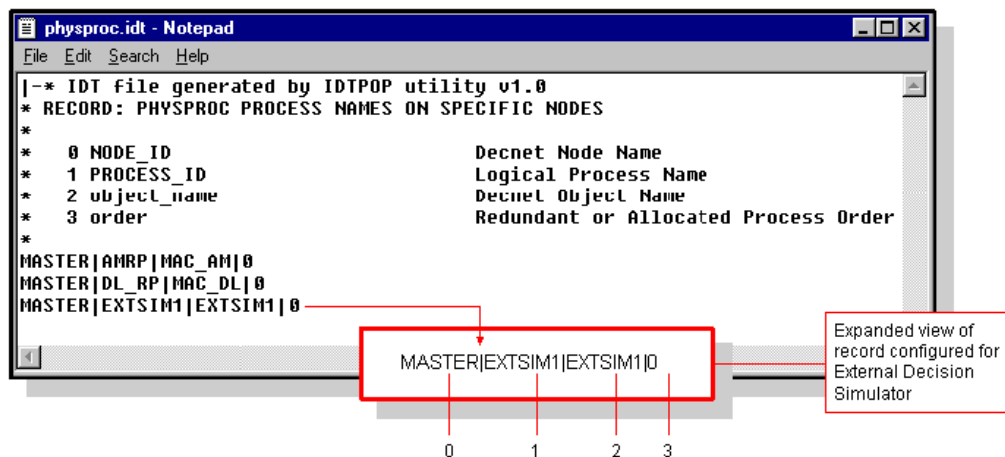 physproc.idt - Notepad
File Edit Search Help
|-* IDT file generated by IDTPOP utility v1.0
* RECORD: PHYSPROC PROCESS NAMES ON SPECIFIC NODES
*
* 0 NODE_ID Decnet Node Name
* 1 PROCESS_ID Logical Process Name
* 2 object_name Decnet Object Name
* 3 order Redundant or Allocated Process Order
*
MASTER|AMRP|MAC_AM|0
MASTER|DL_RP|MAC_DL|0
MASTER|EXTSIM1|EXTSIM1|0
MASTER|EXTSIM1|EXTSIM1|0
Expanded view of
record configured for
External Decision
Simulator
0 1 2 3